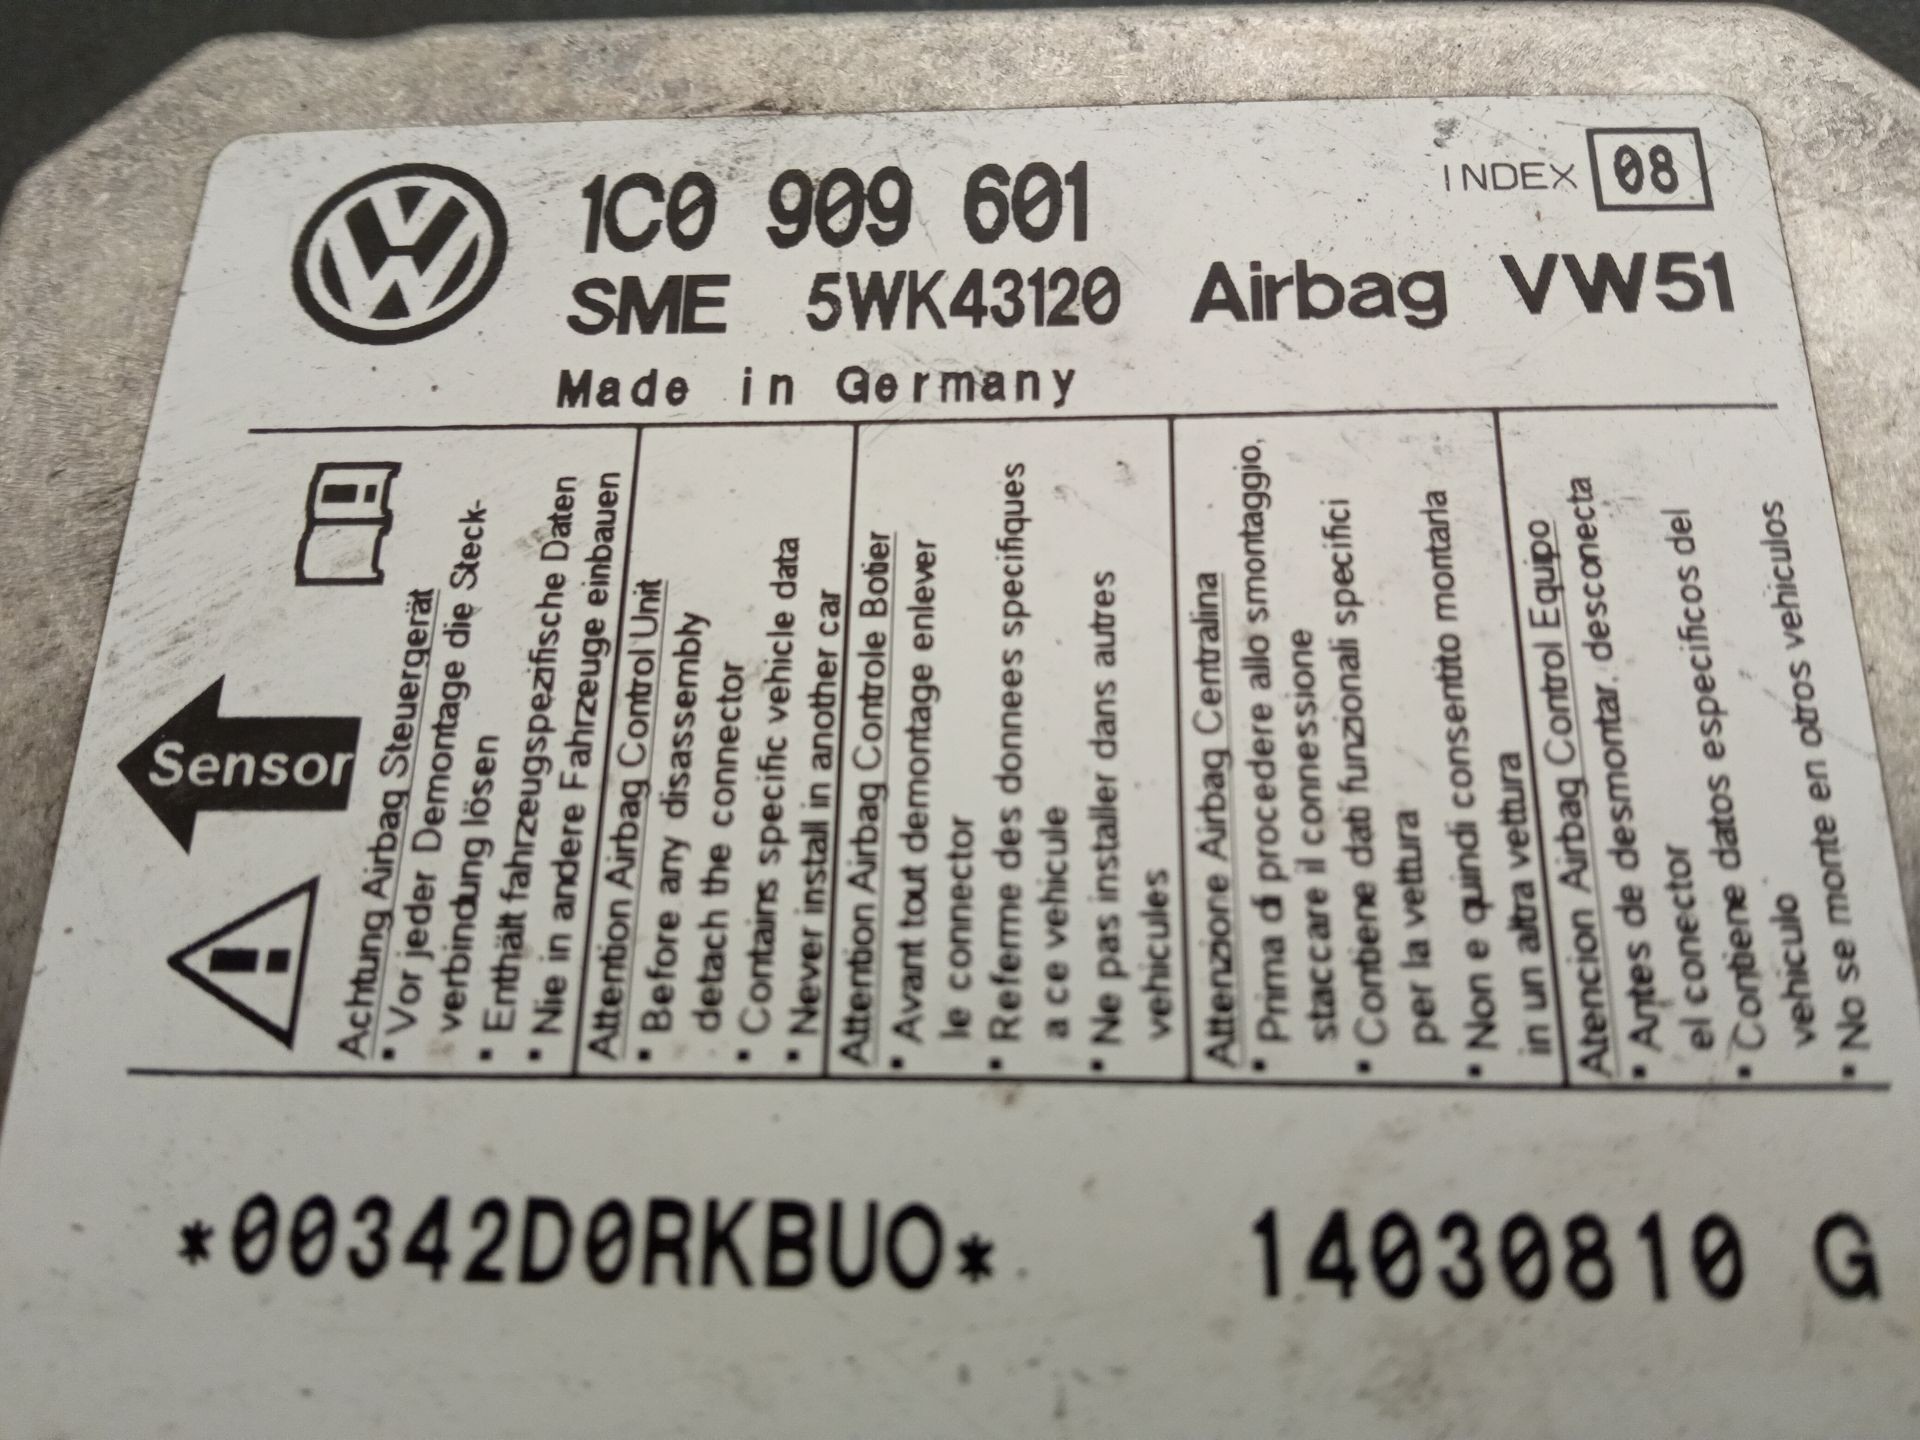 1C0 909 601
INDEX 08
SME 5WK43120 Airbag VW51
Made in Germany
Sensor
Achtung Airbag Steuergerät
▪ Vor jeder Demontage die Steck-
verbindung lösen
▪ Enthält fahrzeugspezifische Daten
▪ Nie in andere Fahrzeuge einbauen
Attention Airbag Control Unit
▪ Before any disassembly
detach the connector
▪ Contains specific vehicle data
▪ Never install in another car
Attention Airbag Controle Botier
▪ Avant tout demontage enlever
le connector
▪ Referme des donnees specifiques
a ce vehicule
▪ Ne pas installer dans autres
vehicules
Attenzione Airbag Centralina
▪ Prima di procedere allo smontaggio,
staccare il connessione
▪ Contiene dati funzionali specifici
per la vettura
▪ Non e quindi consentito montarla
in un altra vettura
Atencion Airbag Control Equipo
▪ Antes de desmontar. desconecta
el conector
▪ Contiene datos especificos del
vehiculo
▪ No se monte en otros vehiculos
*00342D0RKBUO*
14030810 G